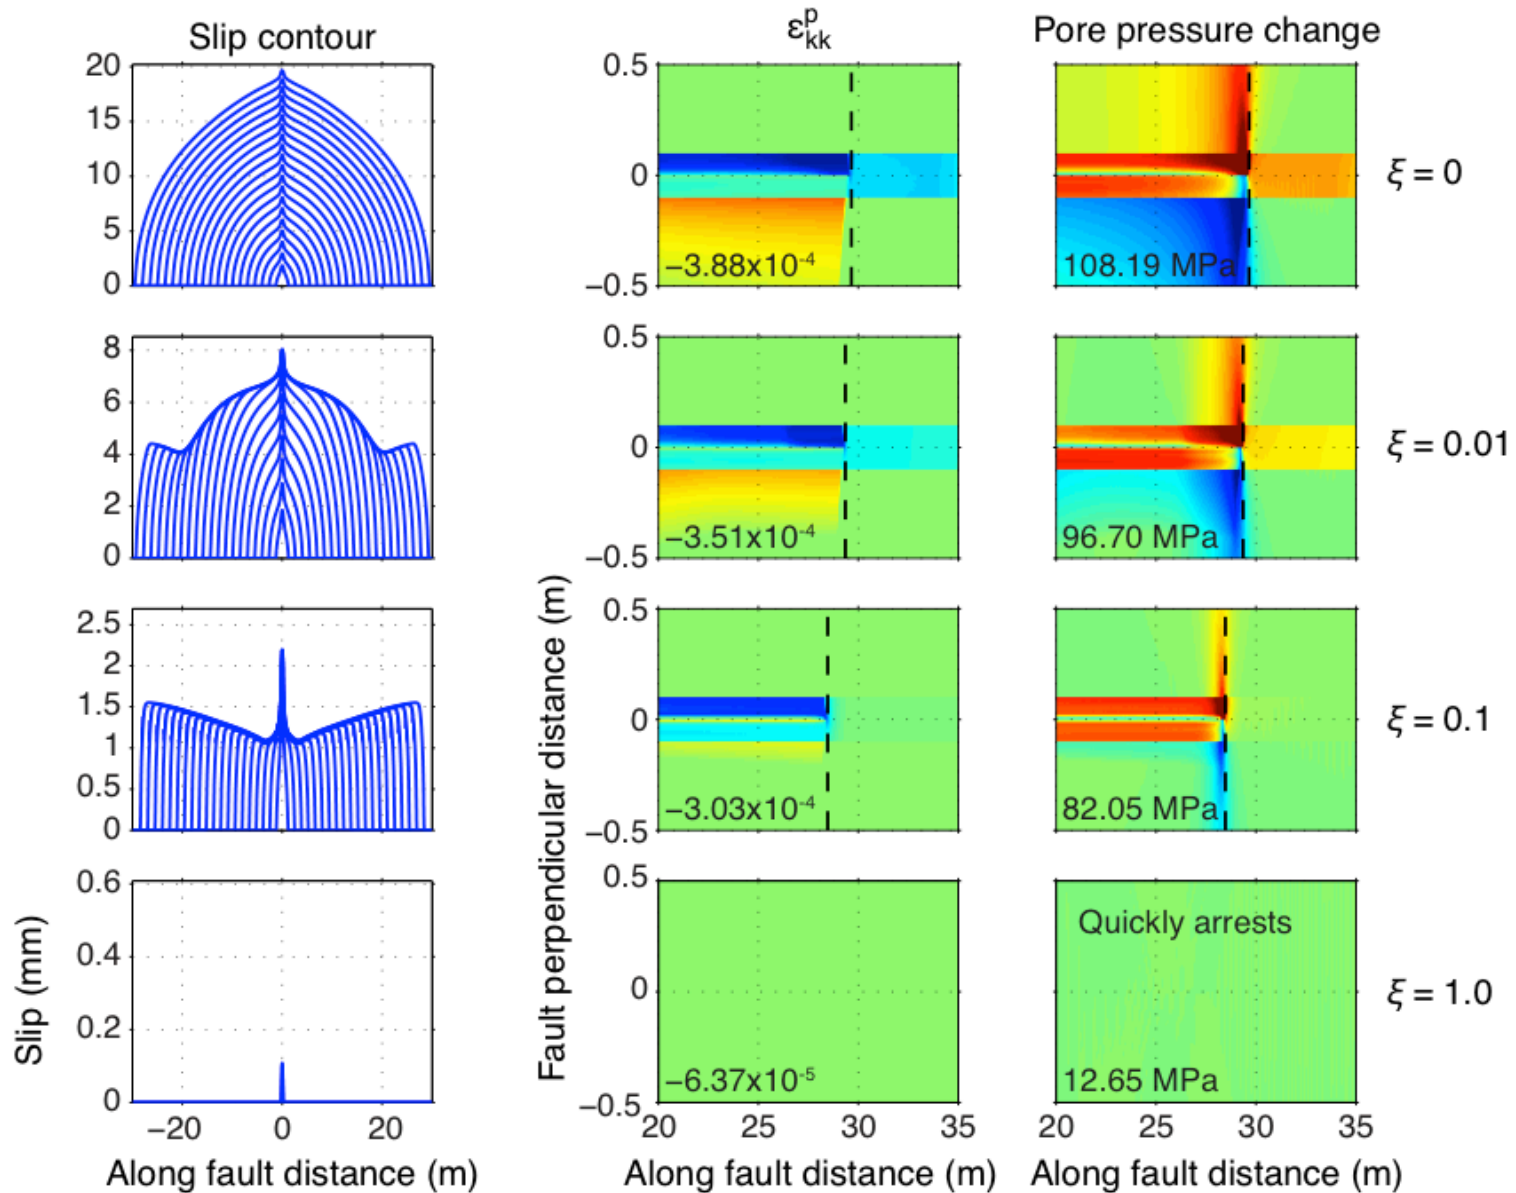 Slip contour
ε^p_kk
Pore pressure change
20
15
10
5
0
0.5
0
−0.5
−3.88x10^-4
108.19 MPa
ξ = 0
8
6
4
2
0
0.5
0
−0.5
−3.51x10^-4
96.70 MPa
ξ = 0.01
2.5
2
1.5
1
0.5
0
0.5
0
−0.5
−3.03x10^-4
82.05 MPa
ξ = 0.1
0.6
0.4
0.2
0
0.5
0
−0.5
−6.37x10^-5
Quickly arrests
12.65 MPa
ξ = 1.0
Slip (mm)
Fault perpendicular distance (m)
−20 0 20
20 25 30 35
20 25 30 35
Along fault distance (m)
Along fault distance (m)
Along fault distance (m)